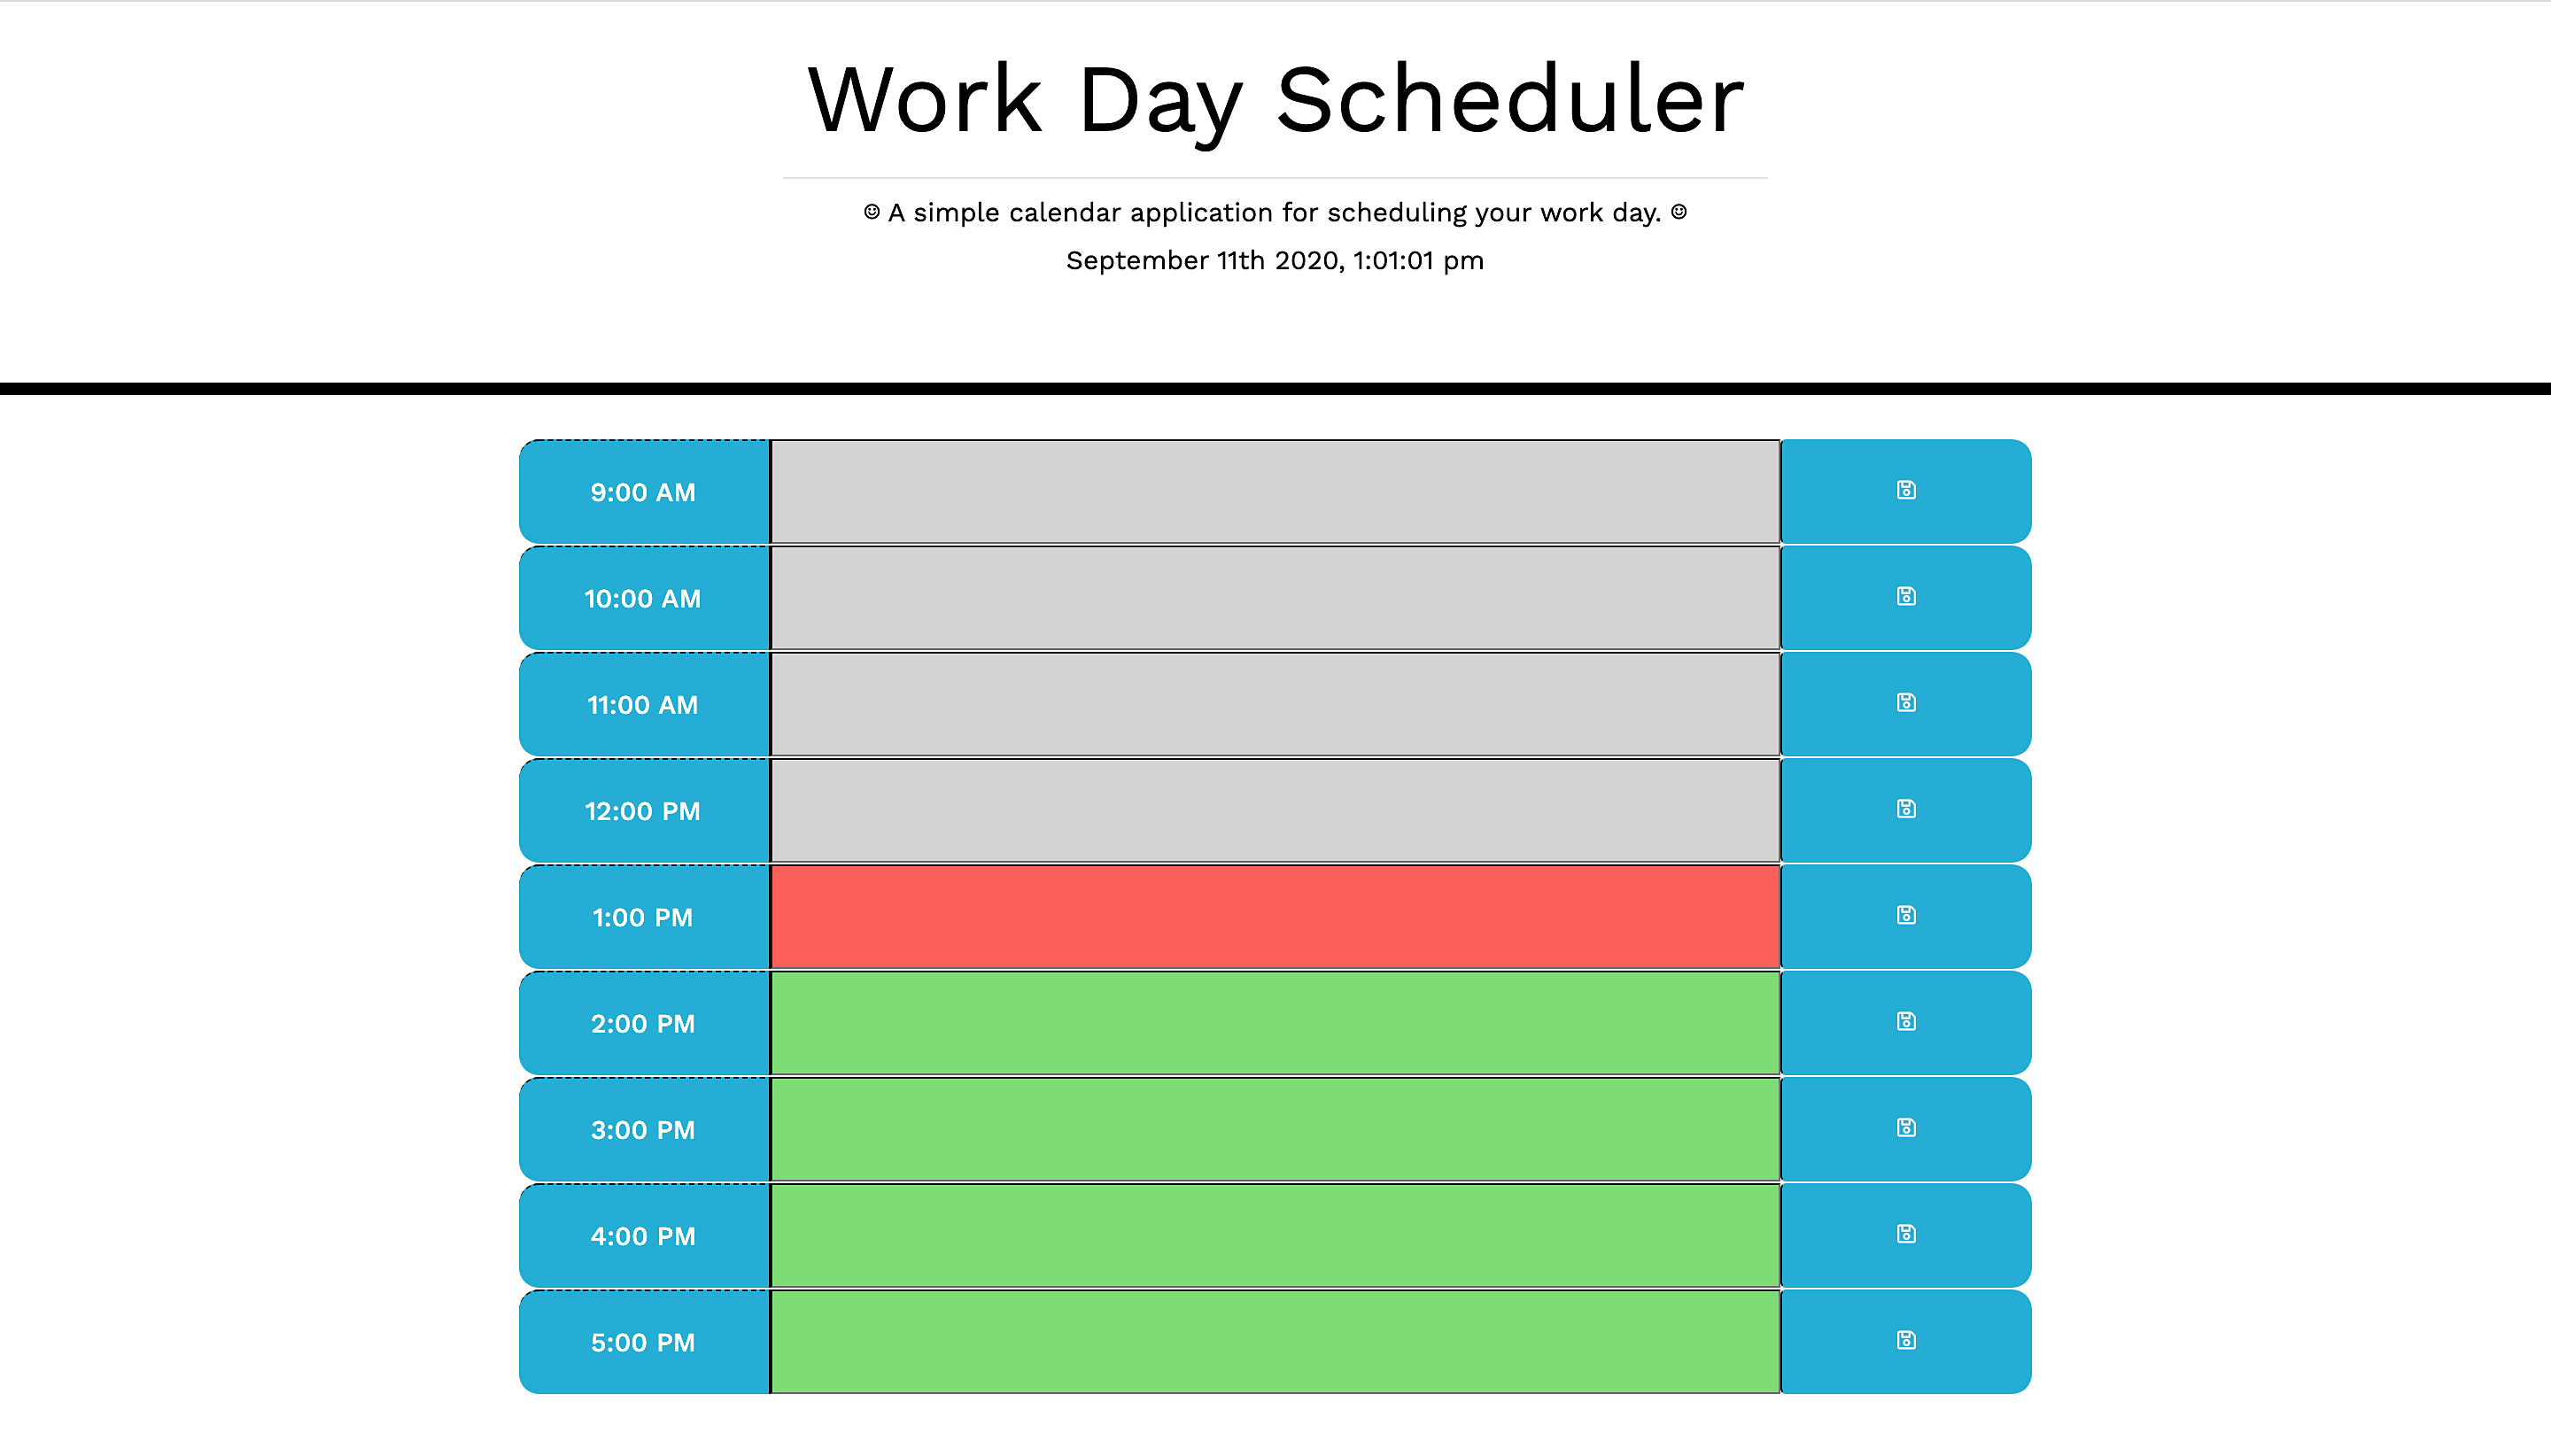 Work Day Scheduler
☺ A simple calendar application for scheduling your work day. ☺
September 11th 2020, 1:01:01 pm
9:00 AM
10:00 AM
11:00 AM
12:00 PM
1:00 PM
2:00 PM
3:00 PM
4:00 PM
5:00 PM